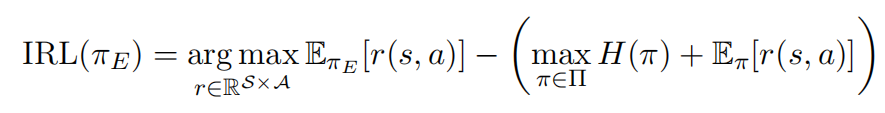 IRL(π_E) = arg max_{r∈ℝ^{𝒮×𝒜}} 𝔼_{π_E}[r(s, a)] − (max_{π∈Π} H(π) + 𝔼_π[r(s, a)])